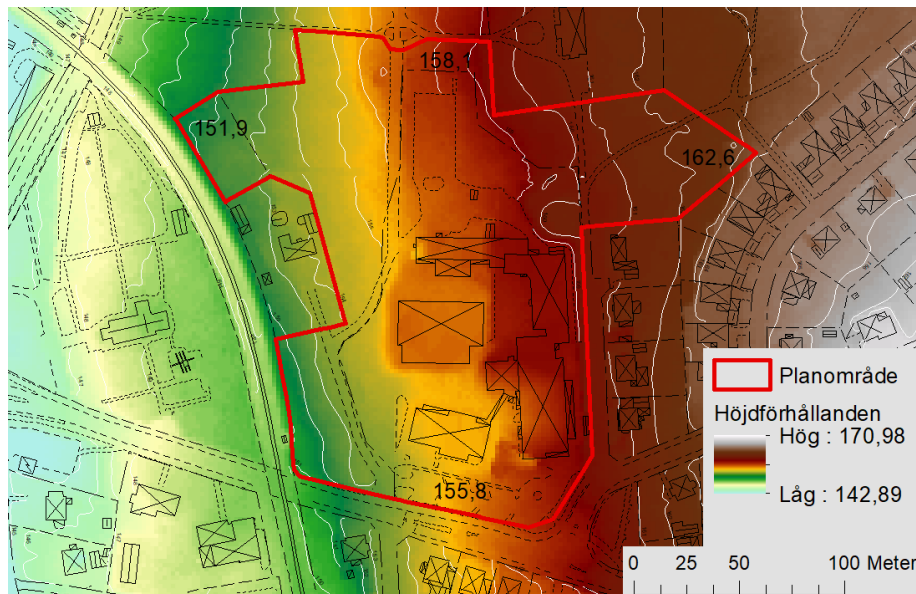 158,1
151,9
162,6
155,8
Planområde
Höjdförhållanden
Hög : 170,98
Låg : 142,89
0 25 50 100 Meter